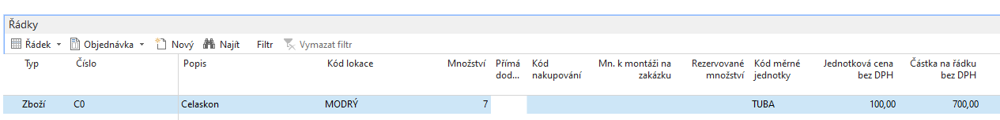 Řádky
Řádek Objednávka Nový Najít Filtr Vymazat filtr
Typ Číslo Popis Kód lokace Množství Přímá dod... Kód nakupování Mn. k montáži na zakázku Rezervované množství Kód měrné jednotky Jednotková cena bez DPH Částka na řádku bez DPH
Zboží C0 Celaskon MODRÝ 7 TUBA 100,00 700,00